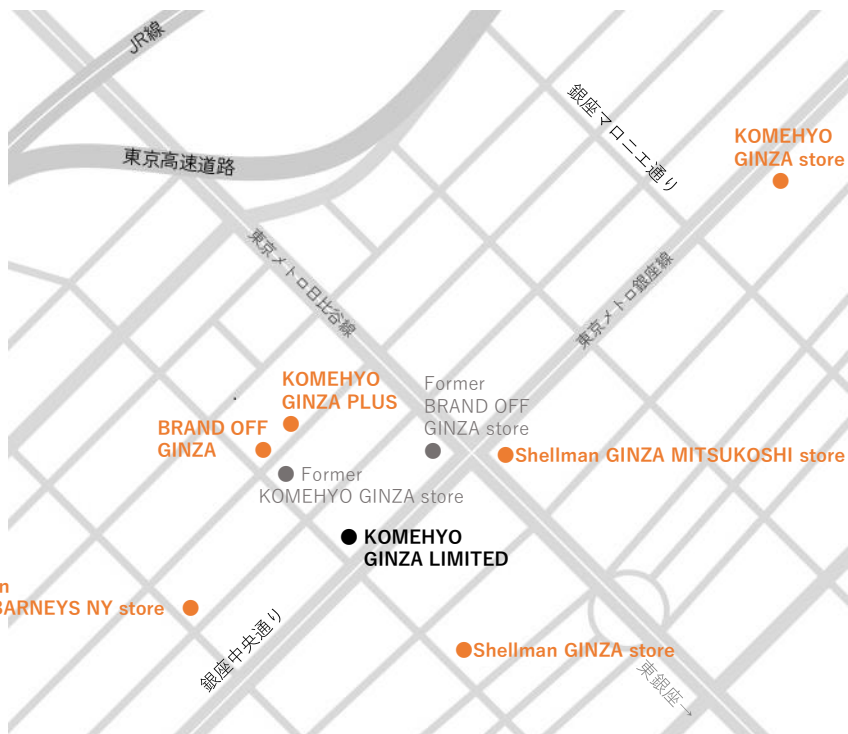 JR線
東京高速道路
銀座マロニエ通り
KOMEHYO
GINZA store
東京メトロ日比谷線
東京メトロ銀座線
KOMEHYO
GINZA PLUS
Former
BRAND OFF
GINZA store
BRAND OFF
GINZA
Shellman GINZA MITSUKOSHI store
Former
KOMEHYO GINZA store
KOMEHYO
GINZA LIMITED
BARNEYS NY store
銀座中央通り
Shellman GINZA store
東銀座→